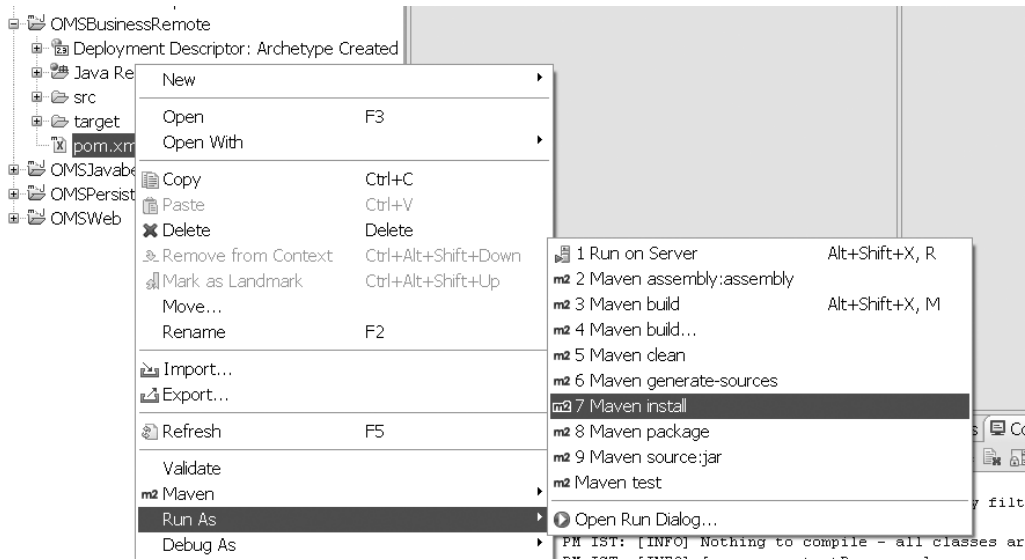 OMSBusinessRemote
Deployment Descriptor: Archetype Created
Java Re
src
target
pom.xm
OMSJavabe
OMSPersist
OMSWeb
New
Open F3
Open With
Copy Ctrl+C
Paste Ctrl+V
Delete Delete
Remove from Context Ctrl+Alt+Shift+Down
Mark as Landmark Ctrl+Alt+Shift+Up
Move...
Rename F2
Import...
Export...
Refresh F5
Validate
m2 Maven
Run As
Debug As
1 Run on Server Alt+Shift+X, R
m2 2 Maven assembly:assembly
m2 3 Maven build Alt+Shift+X, M
m2 4 Maven build...
m2 5 Maven clean
m2 6 Maven generate-sources
m2 7 Maven install
m2 8 Maven package
m2 9 Maven source:jar
m2 Maven test
Open Run Dialog...
s Co
y filt
PM IST: [INFO] Nothing to compile - all classes ar